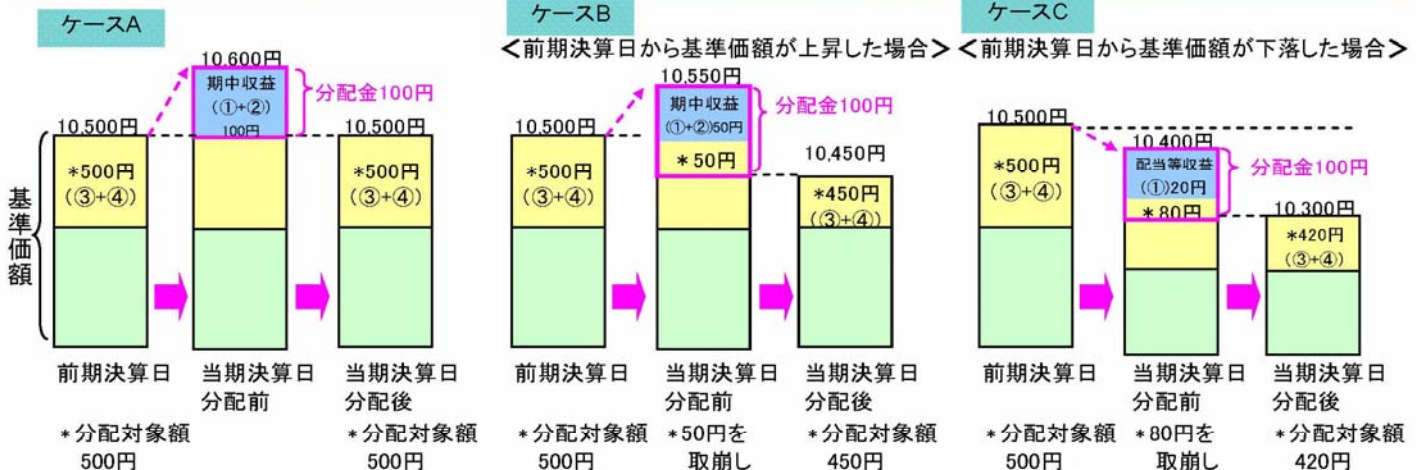 ケースA
10,600円
期中収益
(①+②)
100円
分配金100円
10,500円
*500円
(③+④)
10,500円
*500円
(③+④)
基準価額
前期決算日
当期決算日
分配前
当期決算日
分配後
*分配対象額
500円
*分配対象額
500円
ケースB
<前期決算日から基準価額が上昇した場合>
10,550円
期中収益
(①+②)50円
*50円
分配金100円
10,500円
*500円
(③+④)
10,450円
*450円
(③+④)
前期決算日
当期決算日
分配前
当期決算日
分配後
*分配対象額
500円
*50円を
取崩し
*分配対象額
450円
ケースC
<前期決算日から基準価額が下落した場合>
10,500円
*500円
(③+④)
10,400円
配当等収益
(①)20円
*80円
分配金100円
10,300円
*420円
(③+④)
前期決算日
当期決算日
分配前
当期決算日
分配後
*分配対象額
500円
*80円を
取崩し
*分配対象額
420円